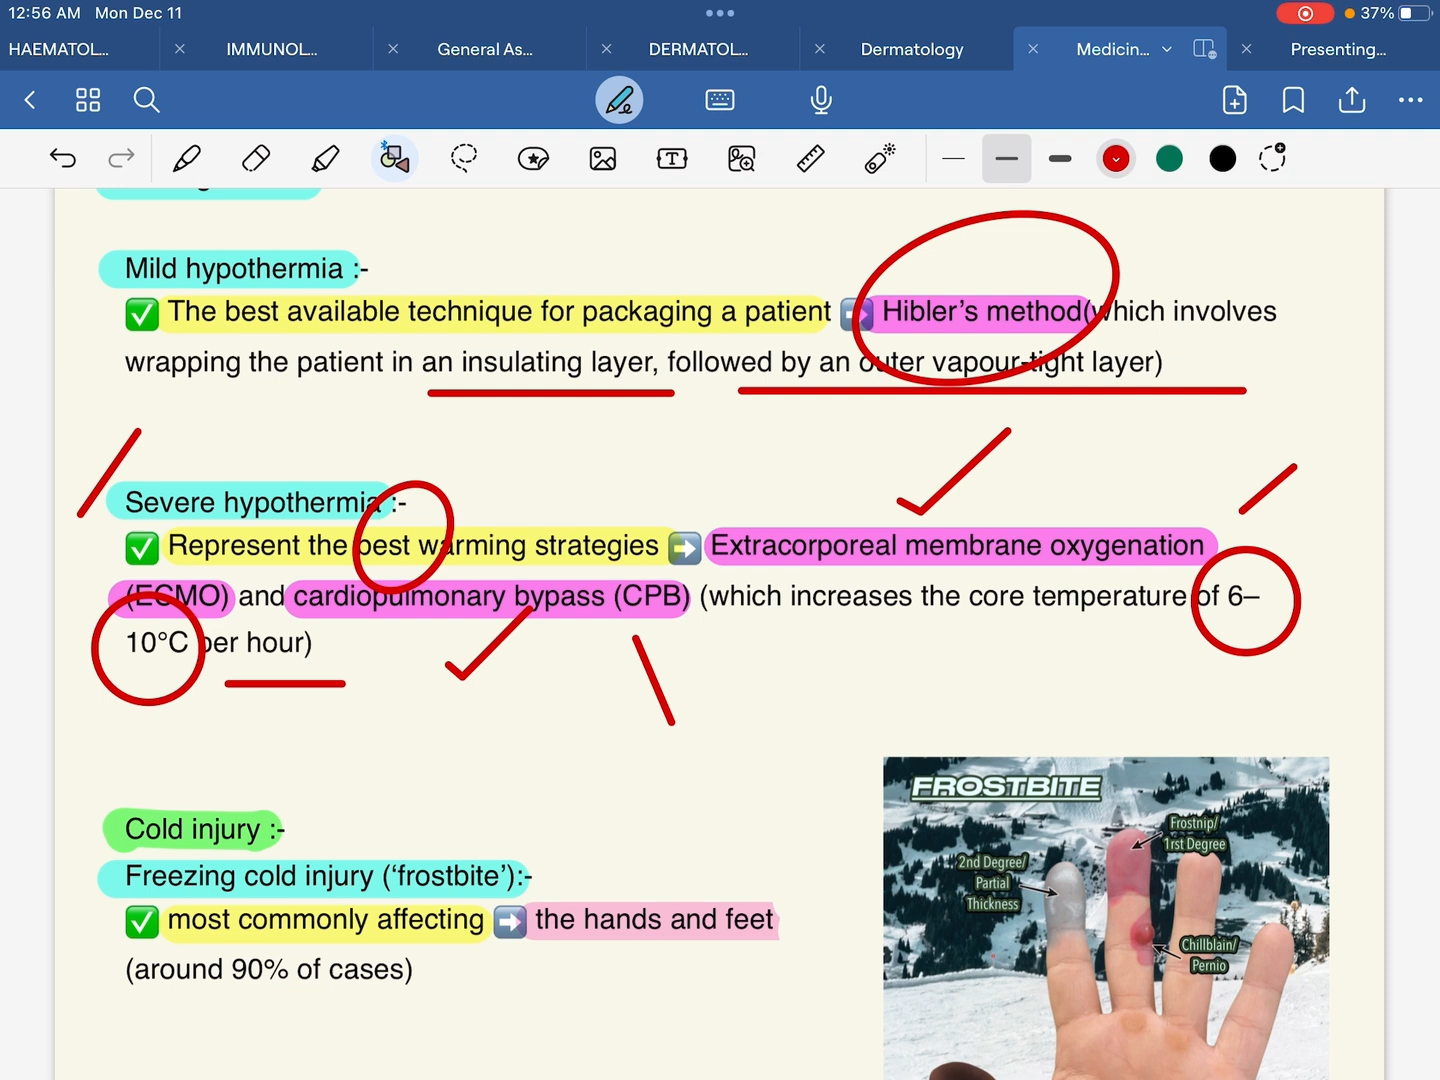 12:56 AM Mon Dec 11
37%
HAEMATOL...
IMMUNOL...
General As...
DERMATOL...
Dermatology
Medicin...
Presenting...
Mild hypothermia :-
✅ The best available technique for packaging a patient ➡️ Hibler’s method(which involves
wrapping the patient in an insulating layer, followed by an outer vapour-tight layer)
Severe hypothermia :-
✅ Represent the best warming strategies ➡️ Extracorporeal membrane oxygenation
(ECMO) and cardiopulmonary bypass (CPB) (which increases the core temperature of 6–
10°C per hour)
Cold injury :-
Freezing cold injury (‘frostbite’):-
✅ most commonly affecting ➡️ the hands and feet
(around 90% of cases)
FROSTBITE
Frostnip/
1rst Degree
2nd Degree/
Partial
Thickness
Chillblain/
Pernio